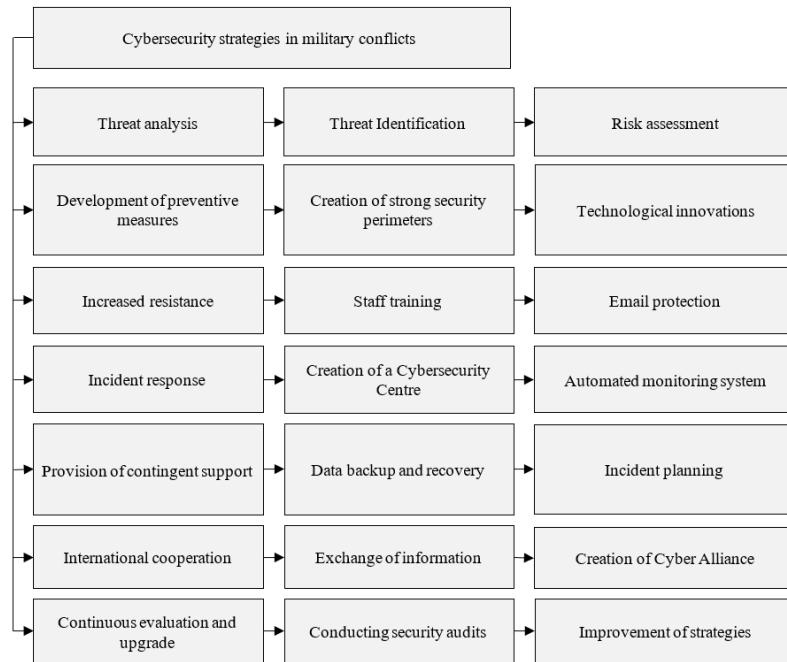 Cybersecurity strategies in military conflicts
Threat analysis
Threat Identification
Risk assessment
Development of preventive
measures
Creation of strong security
perimeters
Technological innovations
Increased resistance
Staff training
Email protection
Incident response
Creation of a Cybersecurity
Centre
Automated monitoring system
Provision of contingent support
Data backup and recovery
Incident planning
International cooperation
Exchange of information
Creation of Cyber Alliance
Continuous evaluation and
upgrade
Conducting security audits
Improvement of strategies